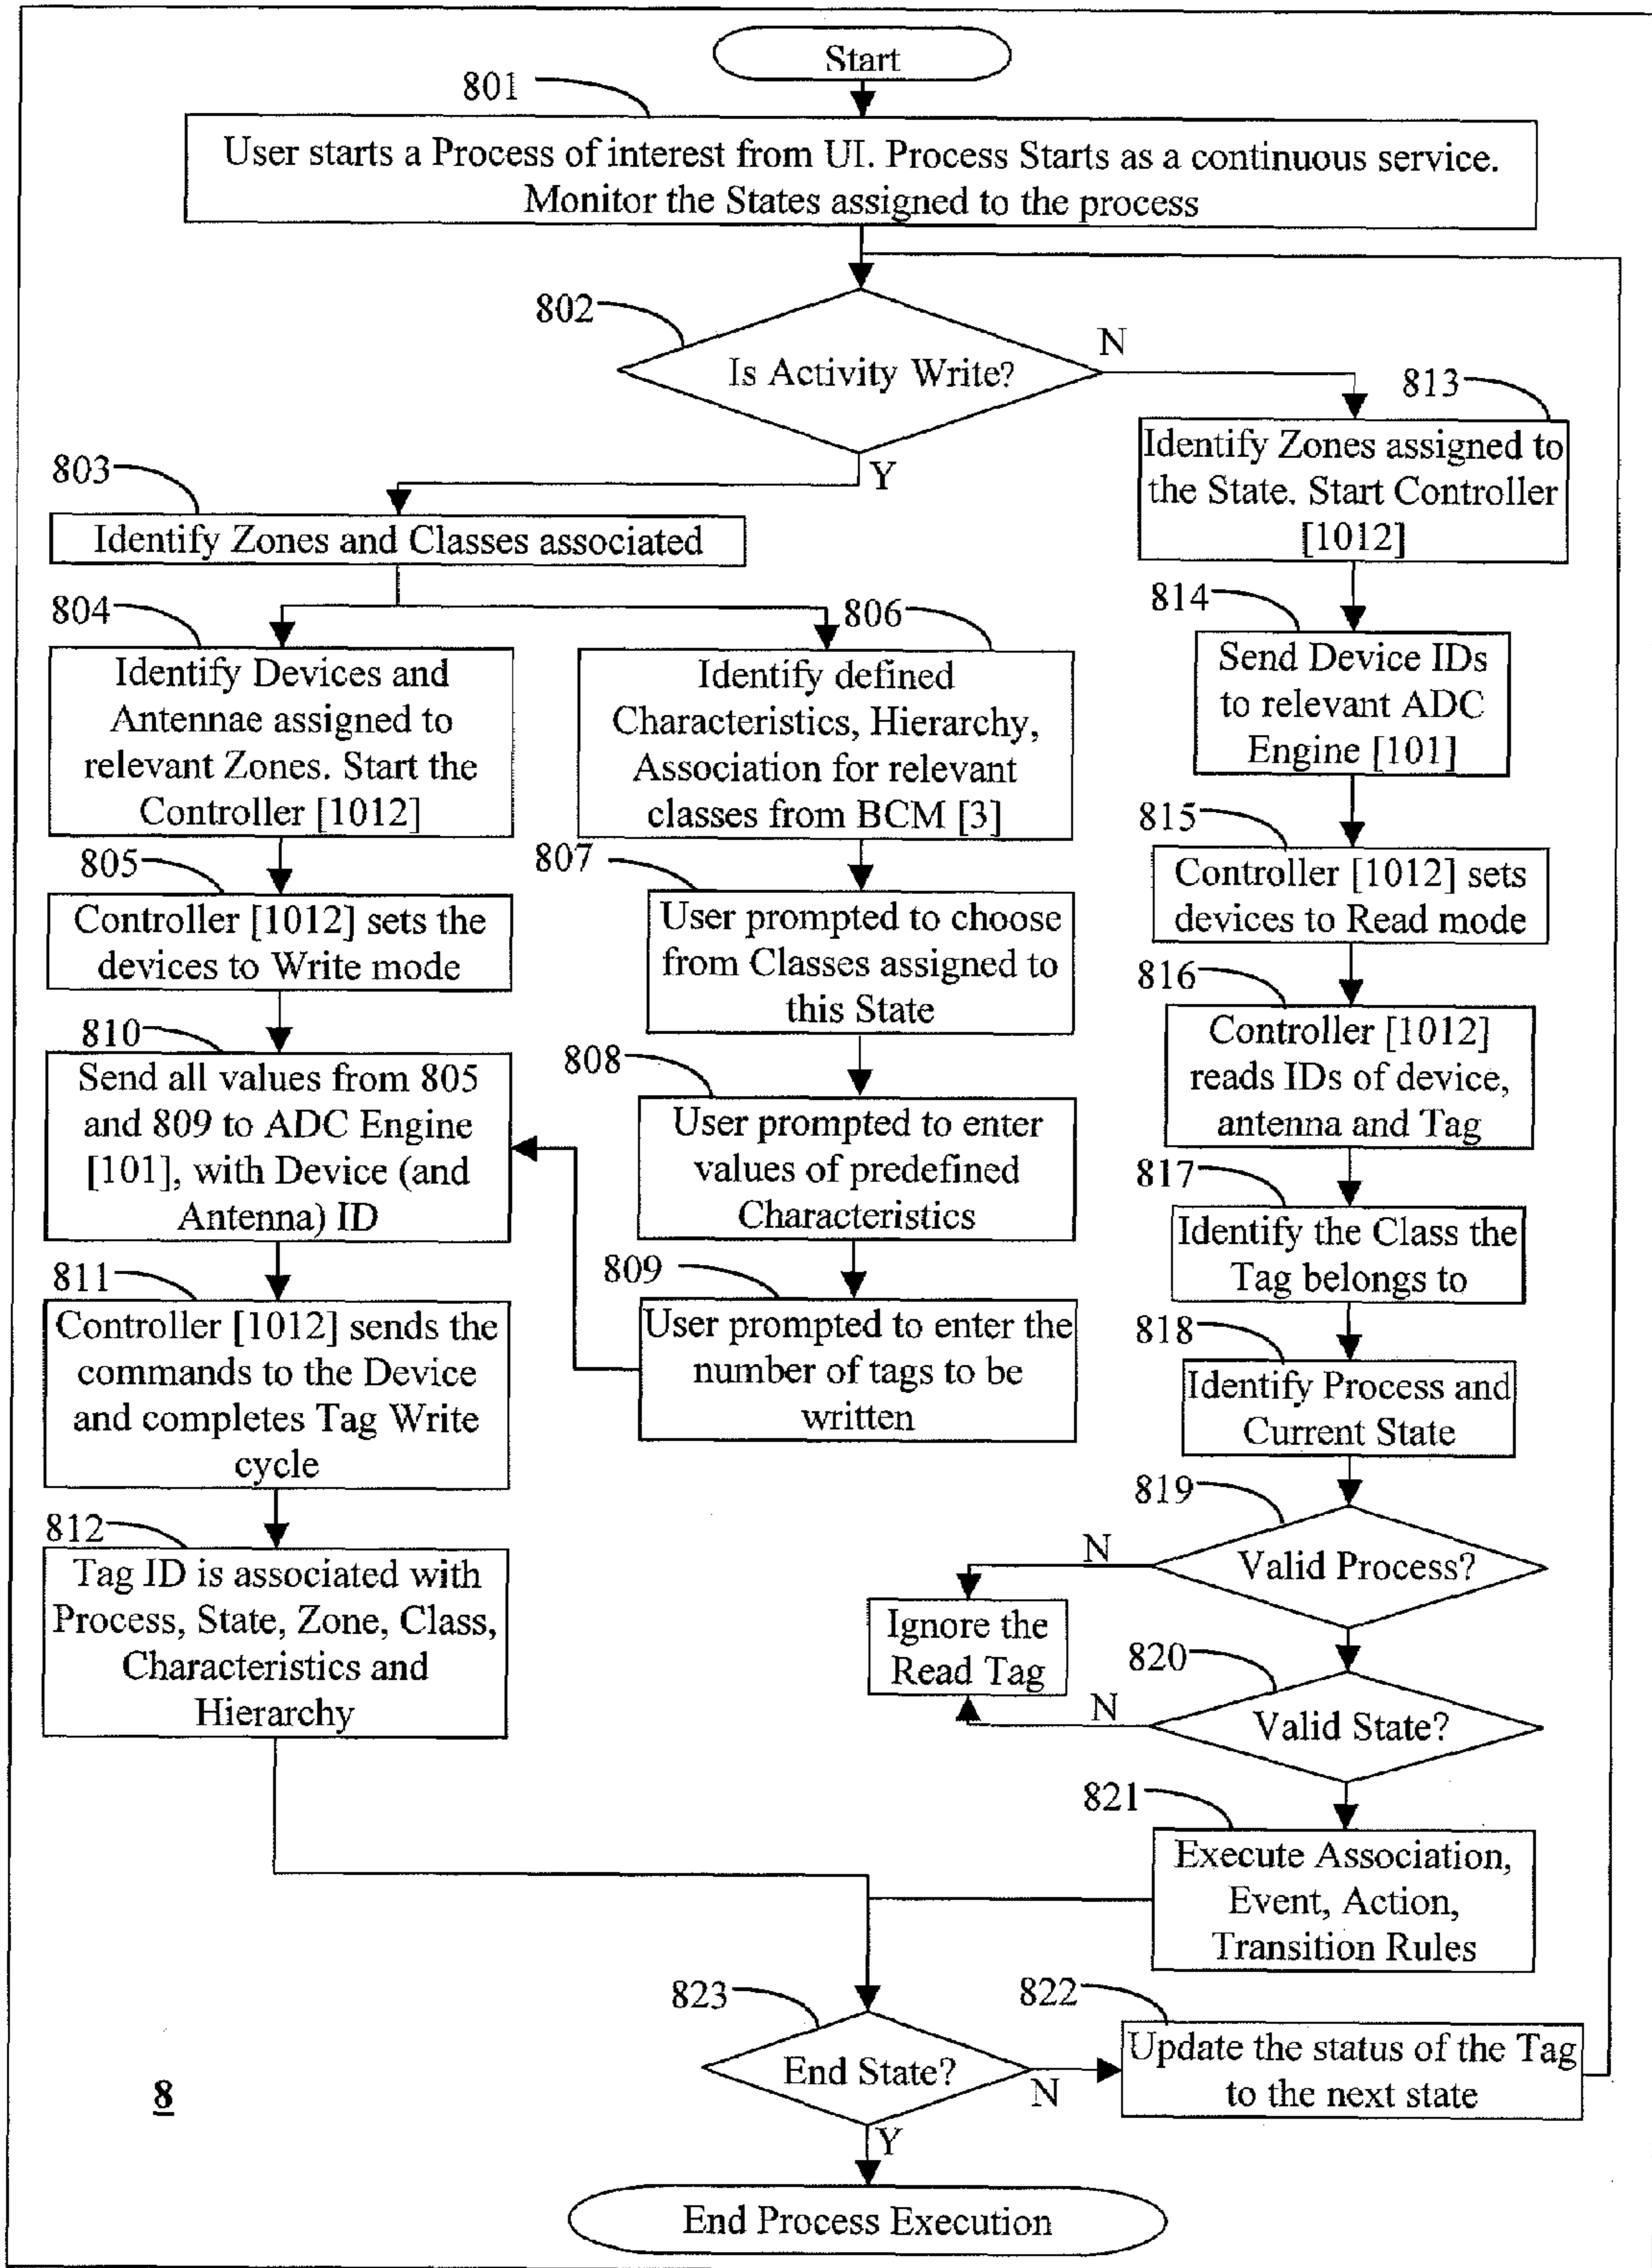 Start
801
User starts a Process of interest from UI. Process Starts as a continuous service.
Monitor the States assigned to the process
802
Is Activity Write?
N
Y
803
Identify Zones and Classes associated
804
Identify Devices and
Antennae assigned to
relevant Zones. Start the
Controller [1012]
805
Controller [1012] sets the
devices to Write mode
806
Identify defined
Characteristics, Hierarchy,
Association for relevant
classes from BCM [3]
807
User prompted to choose
from Classes assigned to
this State
808
User prompted to enter
values of predefined
Characteristics
809
User prompted to enter the
number of tags to be
written
810
Send all values from 805
and 809 to ADC Engine
[101], with Device (and
Antenna) ID
811
Controller [1012] sends the
commands to the Device
and completes Tag Write
cycle
812
Tag ID is associated with
Process, State, Zone, Class,
Characteristics and
Hierarchy
813
Identify Zones assigned to
the State. Start Controller
[1012]
814
Send Device IDs
to relevant ADC
Engine [101]
815
Controller [1012] sets
devices to Read mode
816
Controller [1012]
reads IDs of device,
antenna and Tag
817
Identify the Class the
Tag belongs to
818
Identify Process and
Current State
819
Valid Process?
N
Ignore the
Read Tag
820
Valid State?
N
821
Execute Association,
Event, Action,
Transition Rules
823
End State?
N
822
Update the status of the Tag
to the next state
Y
End Process Execution
8